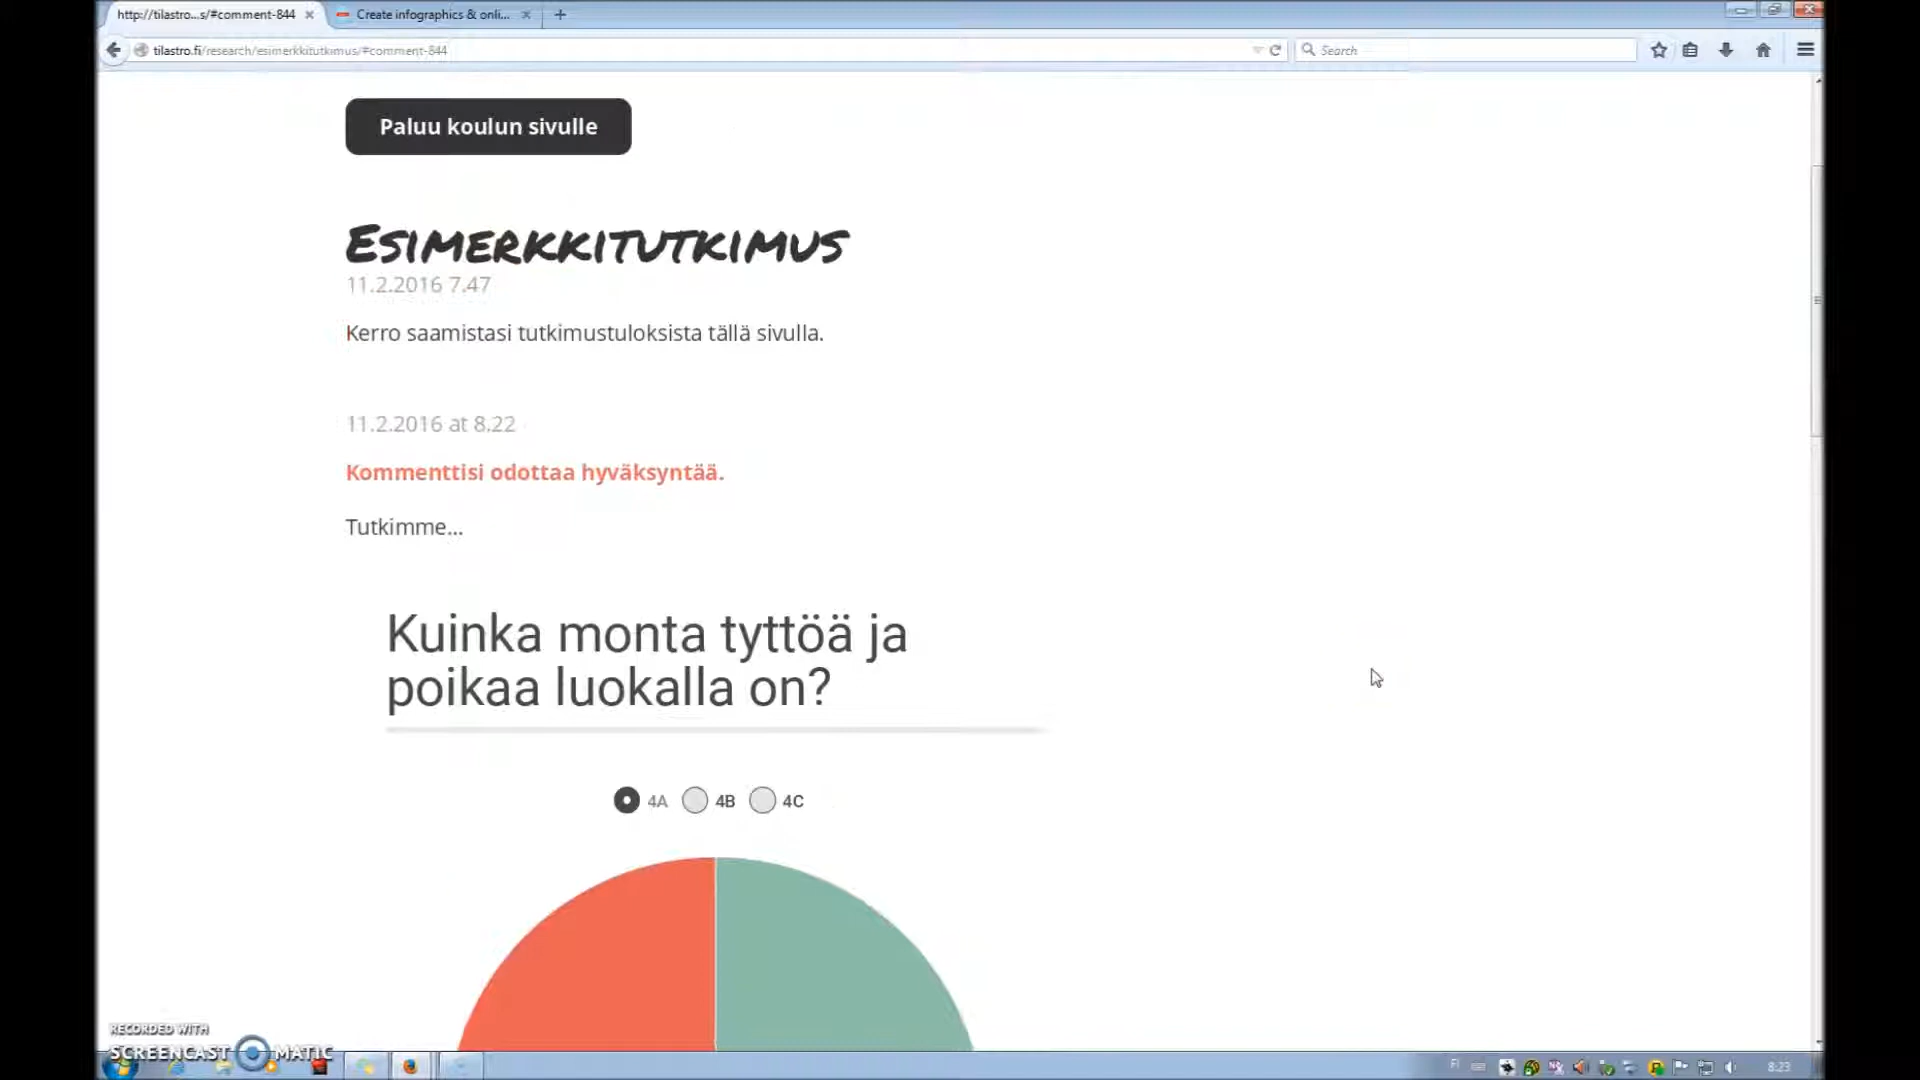 http://tilastro...s/#comment-844
Create infographics & onli...
tilastro.fi/research/esimerkkitutkimus/#comment-844
Search
Paluu koulun sivulle
Esimerkkitutkimus
11.2.2016 7.47
Kerro saamistasi tutkimustuloksista tällä sivulla.
11.2.2016 at 8.22
Kommenttisi odottaa hyväksyntää.
Tutkimme...
Kuinka monta tyttöä ja
poikaa luokalla on?
4A 4B 4C
RECORDED WITH
SCREENCAST MATIC
FI
8:23